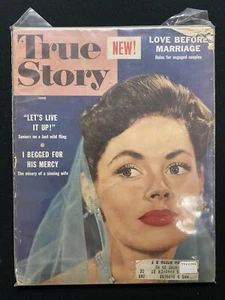 True
Story
NEW!
LOVE BEFORE
MARRIAGE
Rules for engaged couples
JUNE
"LET'S LIVE
IT UP!"
Seniors on a last wild fling
I BEGGED FOR
HIS MERCY
The misery of a sinning wife